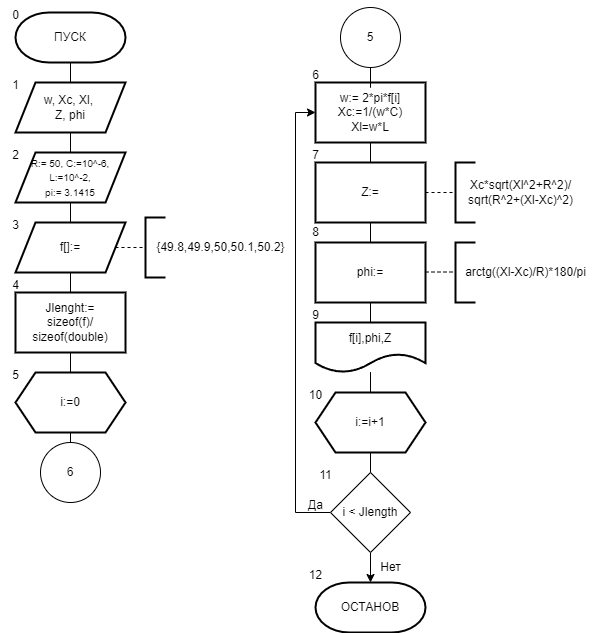 0
ПУСК
1
w, Xc, Xl,
Z, phi
2
R:= 50, C:=10^-6,
L:=10^-2,
pi:= 3.1415
3
f[]:=
{49.8,49.9,50,50.1,50.2}
4
Jlenght:=
sizeof(f)/
sizeof(double)
5
i:=0
6
5
6
w:= 2*pi*f[i]
Xc:=1/(w*C)
Xl=w*L
7
Z:=
Xc*sqrt(Xl^2+R^2)/
sqrt(R^2+(Xl-Xc)^2)
8
phi:=
arctg((Xl-Xc)/R)*180/pi
9
f[i],phi,Z
10
i:=i+1
11
Да
i < Jlength
Нет
12
ОСТАНОВ